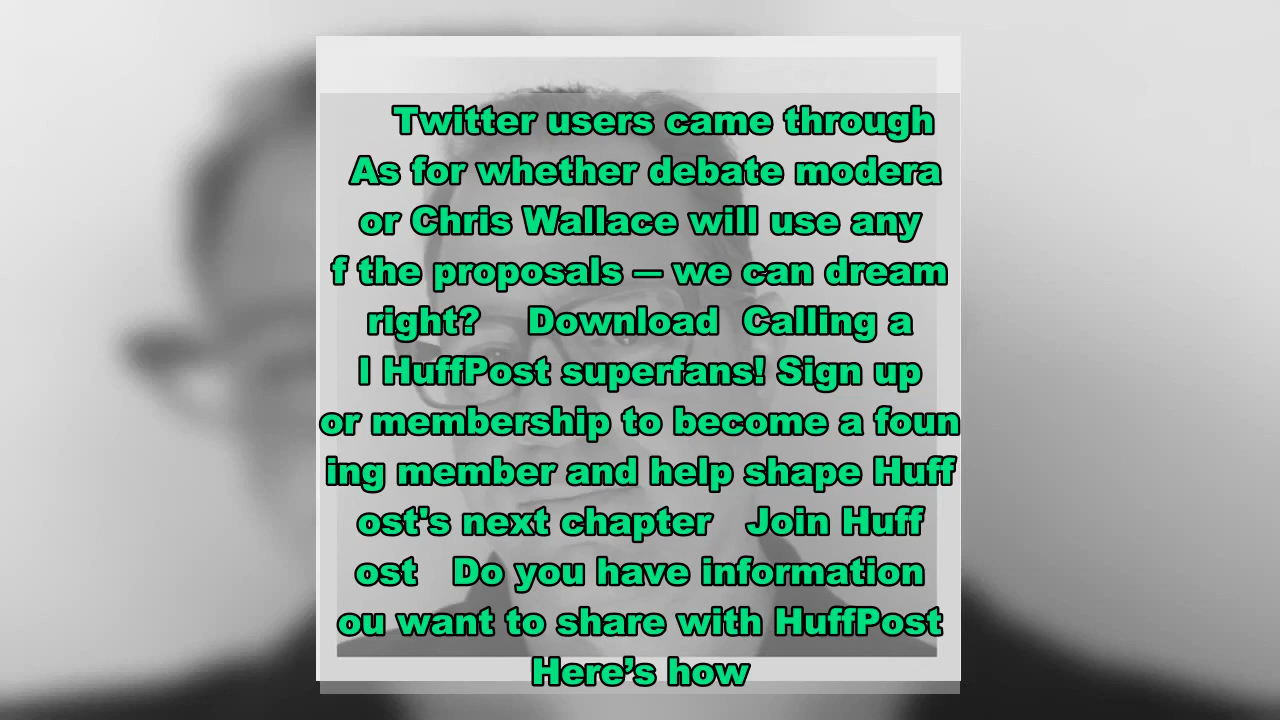 Twitter users came through
As for whether debate modera
or Chris Wallace will use any
f the proposals — we can dream
right? Download Calling a
l HuffPost superfans! Sign up
or membership to become a foun
ing member and help shape Huff
ost's next chapter Join Huff
ost Do you have information
ou want to share with HuffPost
Here’s how